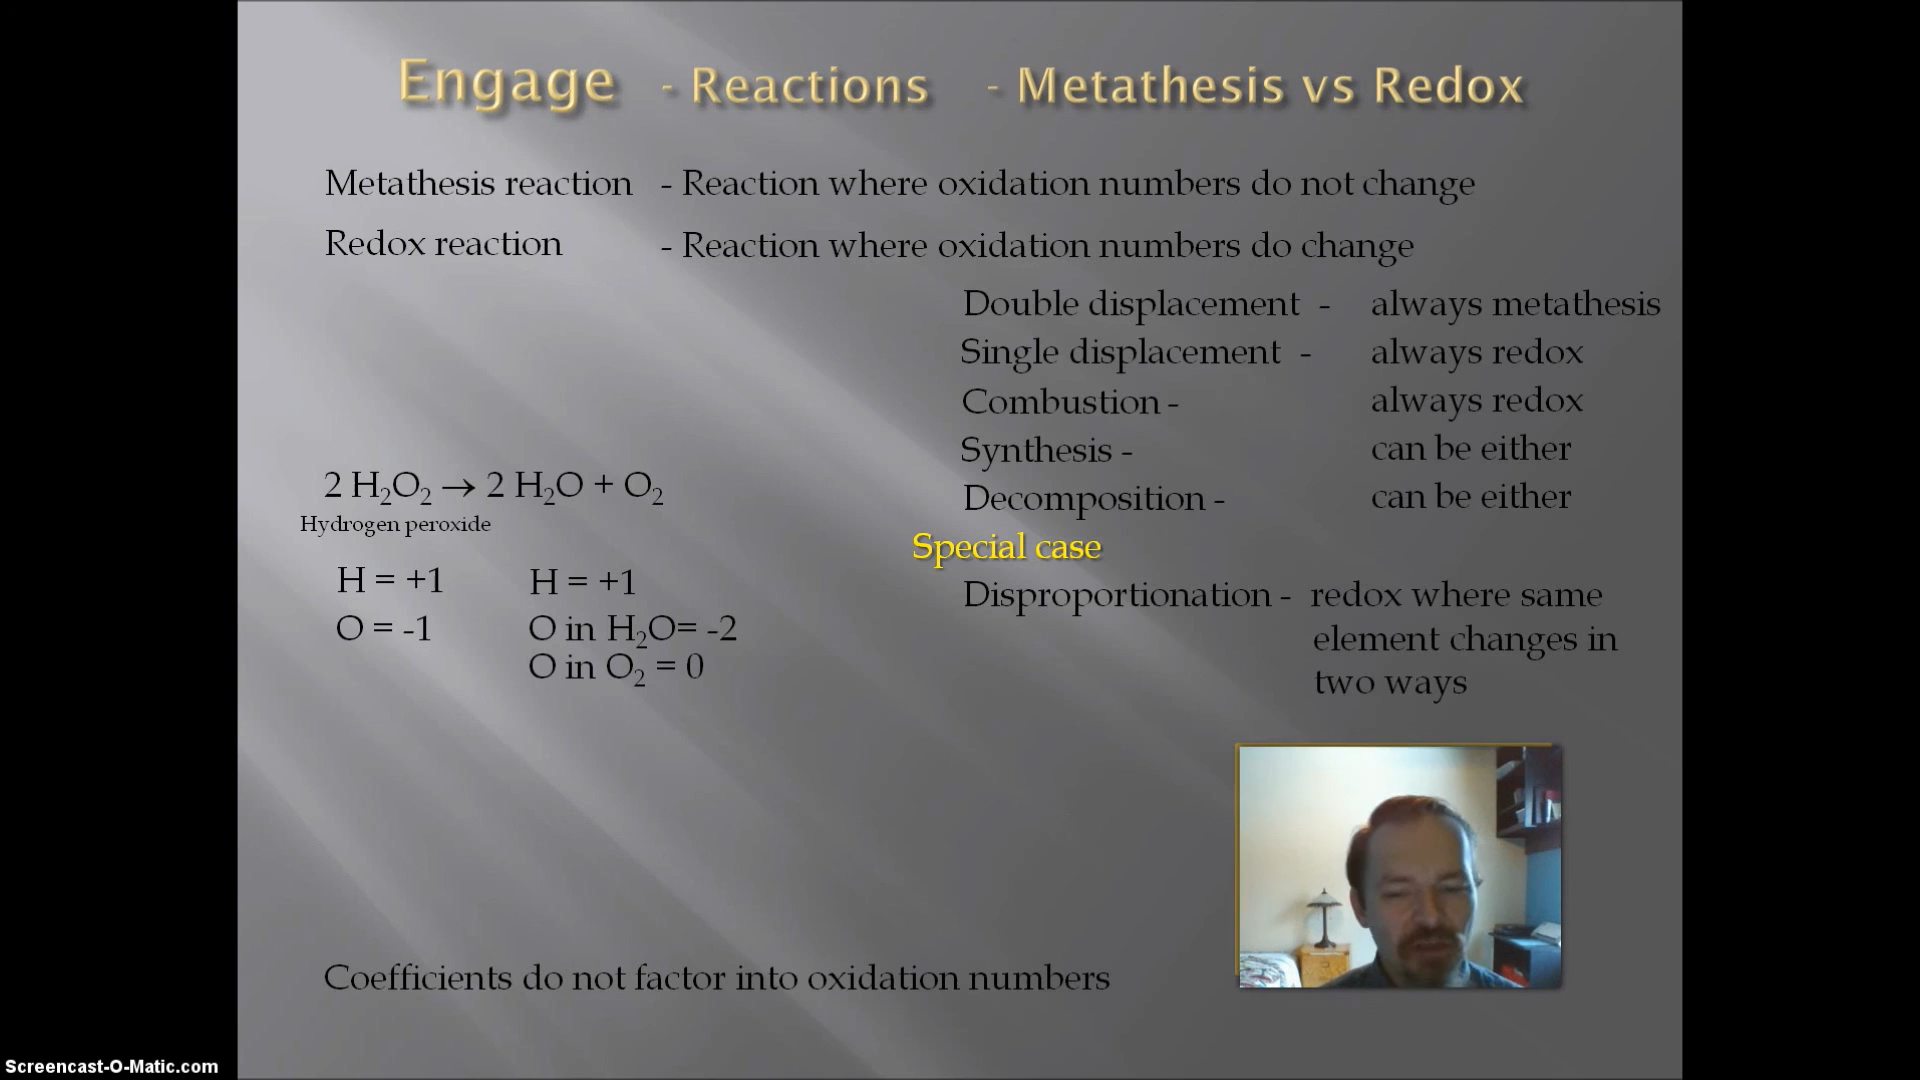 Engage - Reactions - Metathesis vs Redox
Metathesis reaction - Reaction where oxidation numbers do not change
Redox reaction - Reaction where oxidation numbers do change
Double displacement - always metathesis
Single displacement - always redox
Combustion - always redox
Synthesis - can be either
Decomposition - can be either
Special case
Disproportionation - redox where same
element changes in
two ways
2 H₂O₂ → 2 H₂O + O₂
Hydrogen peroxide
H = +1 H = +1
O = -1 O in H₂O= -2
O in O₂ = 0
Coefficients do not factor into oxidation numbers
Screencast-O-Matic.com